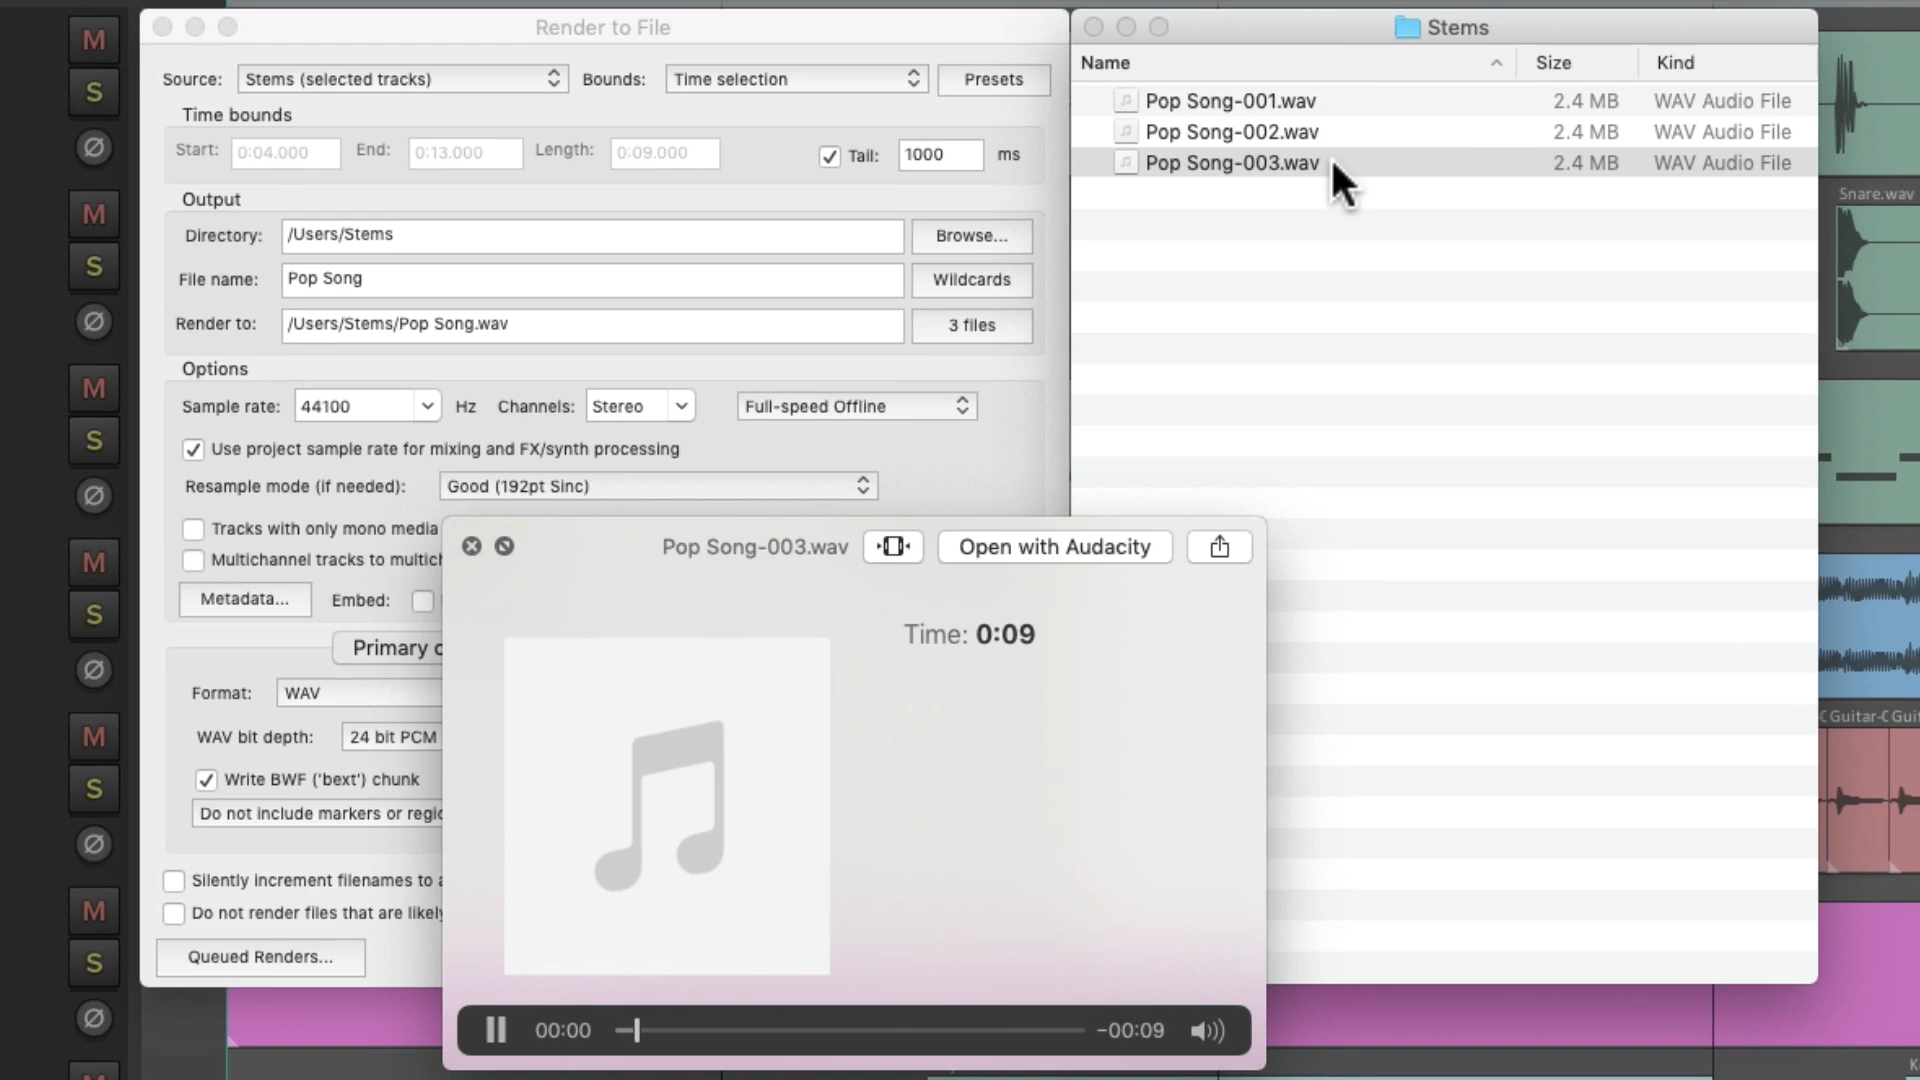 Render to File
Source: Stems (selected tracks) Bounds: Time selection Presets
Time bounds
Start: 0:04.000 End: 0:13.000 Length: 0:09.000 Tail: 1000 ms
Output
Directory: /Users/Stems Browse...
File name: Pop Song Wildcards
Render to: /Users/Stems/Pop Song.wav 3 files
Options
Sample rate: 44100 Hz Channels: Stereo Full-speed Offline
Use project sample rate for mixing and FX/synth processing
Resample mode (if needed): Good (192pt Sinc)
Tracks with only mono media
Multichannel tracks to multich
Metadata... Embed:
Primary o
Format: WAV
WAV bit depth: 24 bit PCM
Write BWF ('bext') chunk
Do not include markers or regio
Silently increment filenames to a
Do not render files that are likely
Queued Renders...
Stems
Name Size Kind
Pop Song-001.wav 2.4 MB WAV Audio File
Pop Song-002.wav 2.4 MB WAV Audio File
Pop Song-003.wav 2.4 MB WAV Audio File
Pop Song-003.wav Open with Audacity
Time: 0:09
00:00 -00:09
M
S
M
S
M
S
M
S
M
S
M
S
M
Snare.wav
Guitar-C Gui
K